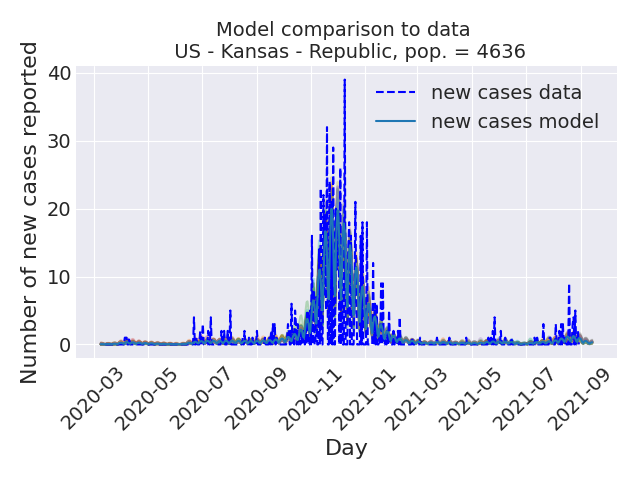 Model comparison to data
US - Kansas - Republic, pop. = 4636
Number of new cases reported
40
30
20
10
0
new cases data
new cases model
2020-03
2020-05
2020-07
2020-09
2020-11
2021-01
2021-03
2021-05
2021-07
2021-09
Day